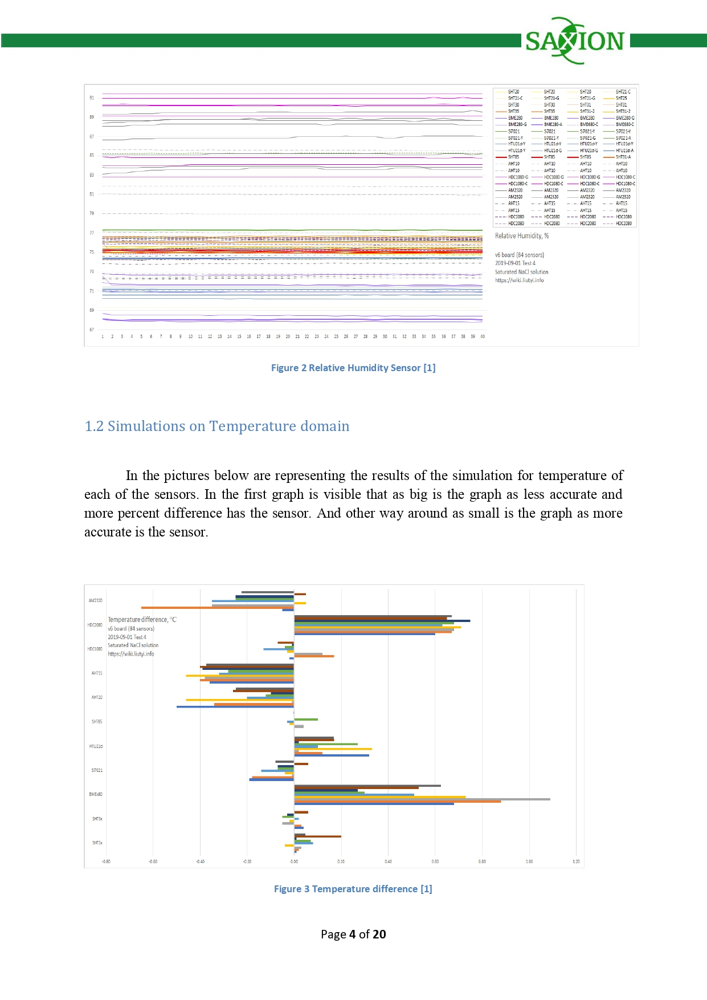 SAXION
91
89
87
85
83
81
79
77
75
73
71
69
67
1 2 3 4 5 6 7 8 9 10 11 12 13 14 15 16 17 18 19 20 21 22 23 24 25 26 27 28 29 30 31 32 33 34 35 36 37 38 39 40
SHT20 SHT20 SHT20 SHT21-C
SHT21-C SHT21-G SHT21-G SHT25
SHT30 SHT30 SHT31 SHT31
SHT35 SHT35 SHT31-2 SHT31-2
BME280 BME280 BME280 BME280-G
BME280-G BME280-A BME680-C BME680-C
Si7021 Si7021 Si7021-Y Si7021-Y
Si7021-Y Si7021-Y Si7021-G Si7021-A
HTU21d-Y HTU21d-Y HTU21d-Y HTU21d-Y
HTU21d-Y HTU21d-G HTU21d-G HTU21d-A
SHT85 SHT85 SHT85 SHT31-A
AHT10 AHT10 AHT10 AHT10
AHT10 AHT10 AHT10 AHT10
HDC1080-G HDC1080-G HDC1080-G HDC1080-C
HDC1080-C HDC1080-C HDC1080-C HDC1080-C
AM2320 AM2320 AM2320 AM2320
AM2320 AM2320 AM2320 AM2320
AHT15 AHT15 AHT15 AHT15
AHT15 AHT15 AHT15 AHT15
HDC2080 HDC2080 HDC2080 HDC2080
HDC2080 HDC2080 HDC2080 HDC2080
Relative Humidity, %
v6 board (84 sensors)
2019-09-01 Test 4
Saturated NaCl solution
https://wiki.liutyi.info
Figure 2 Relative Humidity Sensor [1]
1.2 Simulations on Temperature domain
In the pictures below are representing the results of the simulation for temperature of
each of the sensors. In the first graph is visible that as big is the graph as less accurate and
more percent difference has the sensor. And other way around as small is the graph as more
accurate is the sensor.
AM2320
HDC2080
HDC1080
AHT15
AHT10
SHT85
HTU21d
Si7021
BMEx80
SHT3x
SHT2x
Temperature difference, °C
v6 board (84 sensors)
2019-09-01 Test 4
Saturated NaCl solution
https://wiki.liutyi.info
-0.80 -0.60 -0.40 -0.20 0.00 0.20 0.40 0.60 0.80 1.00 1.20
Figure 3 Temperature difference [1]
Page 4 of 20